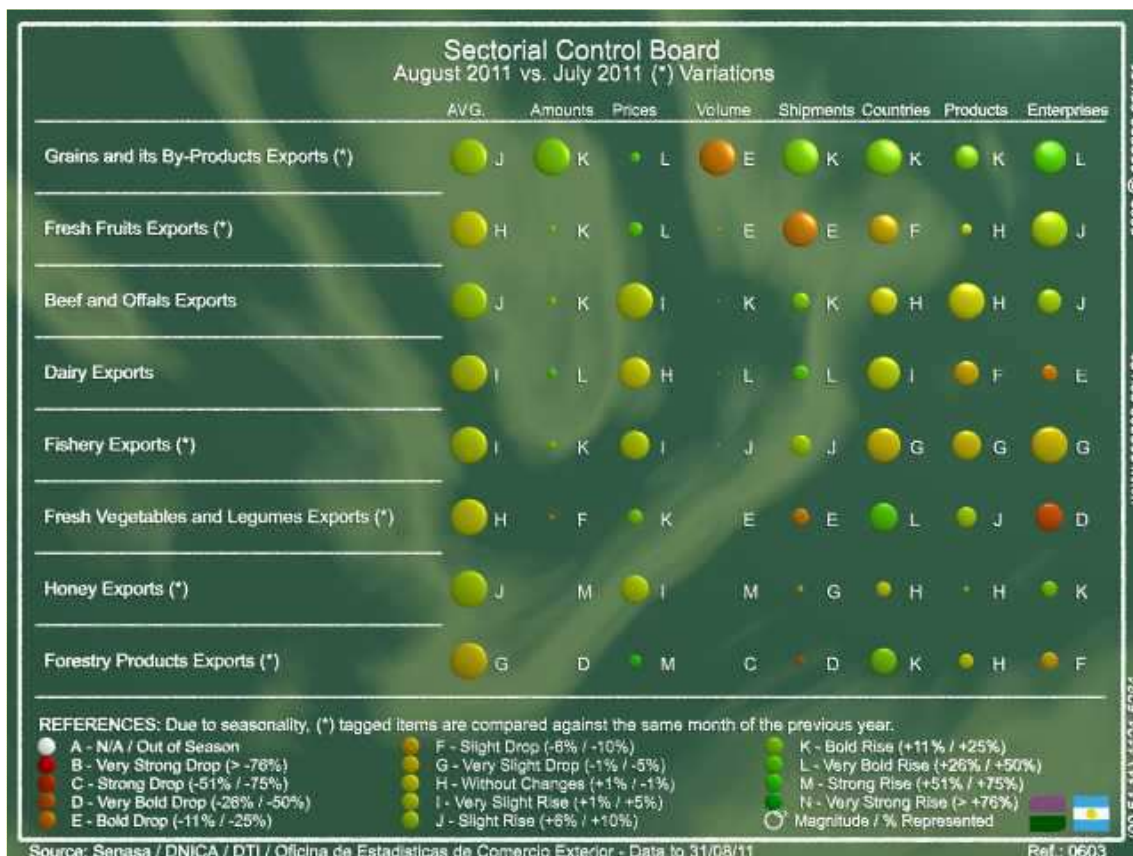 Sectorial Control Board
August 2011 vs. July 2011 (*) Variations
AVG. Amounts Prices Volume Shipments Countries Products Enterprises
Grains and its By-Products Exports (*) J K L E K K K L
Fresh Fruits Exports (*) H K L E E F H J
Beef and Offals Exports J K I K K H H J
Dairy Exports I L H L L I F E
Fishery Exports (*) I K I J J G G G
Fresh Vegetables and Legumes Exports (*) H F K E E L J D
Honey Exports (*) J M I M G H H K
Forestry Products Exports (*) G D M C D K H F
REFERENCES: Due to seasonality, (*) tagged items are compared against the same month of the previous year.
A - N/A / Out of Season F - Slight Drop (-6% / -10%) K - Bold Rise (+11% / +25%)
B - Very Strong Drop (> -76%) G - Very Slight Drop (-1% / -5%) L - Very Bold Rise (+26% / +50%)
C - Strong Drop (-51% / -75%) H - Without Changes (+1% / -1%) M - Strong Rise (+51% / +75%)
D - Very Bold Drop (-26% / -50%) I - Very Slight Rise (+1% / +5%) N - Very Strong Rise (> +76%)
E - Bold Drop (-11% / -25%) J - Slight Rise (+6% / +10%) Magnitude / % Represented
Source: Senasa / DNICA / DTI / Oficina de Estadísticas de Comercio Exterior - Data to 31/08/11 Ref.: 0603